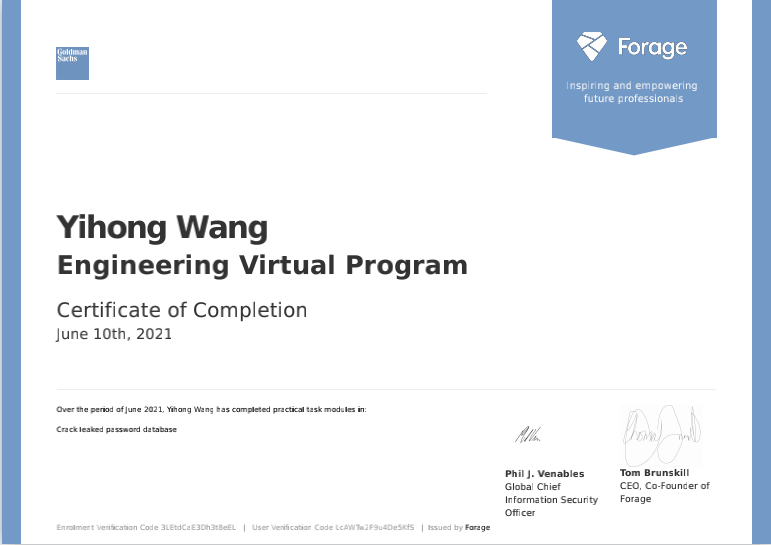 Goldman
Sachs
Forage
Inspiring and empowering
future professionals
Yihong Wang
Engineering Virtual Program
Certificate of Completion
June 10th, 2021
Over the period of June 2021, Yihong Wang has completed practical task modules in:
Crack leaked password database
Phil J. Venables
Global Chief
Information Security
Officer
Tom Brunskill
CEO, Co-Founder of
Forage
Enrolment Verification Code | User Verification Code | Issued by Forage